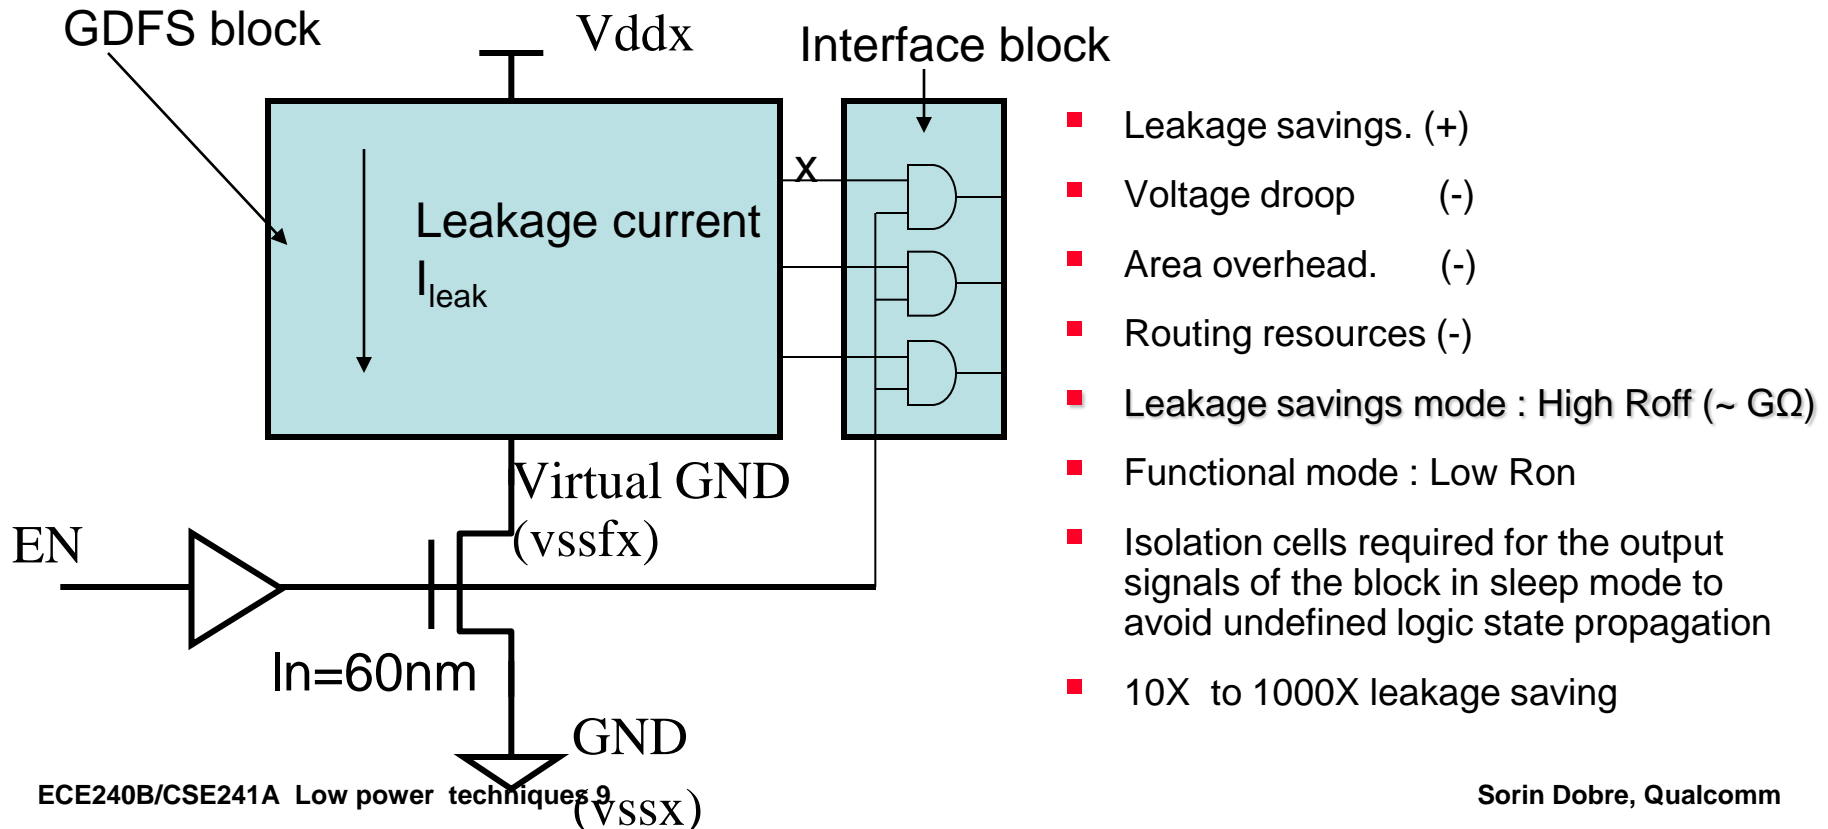 GDFS block
Vddx
Interface block
x
Leakage current
Ileak
Virtual GND
(vssfx)
EN
ln=60nm
GND
(vssx)
Leakage savings. (+)
Voltage droop (-)
Area overhead. (-)
Routing resources (-)
Leakage savings mode : High Roff (~ GΩ)
Functional mode : Low Ron
Isolation cells required for the output
signals of the block in sleep mode to
avoid undefined logic state propagation
10X to 1000X leakage saving
ECE240B/CSE241A Low power techniques 9
Sorin Dobre, Qualcomm